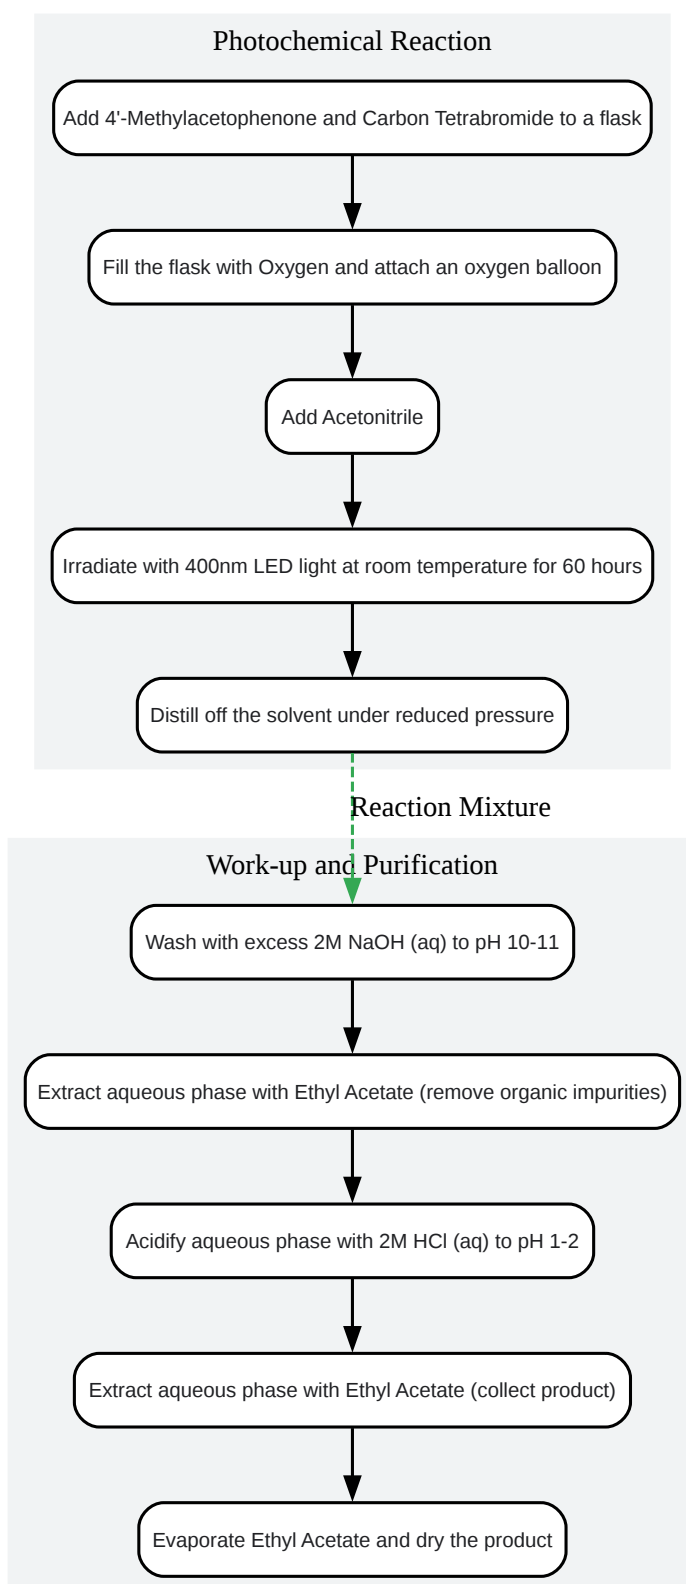 Photochemical Reaction
Add 4'-Methylacetophenone and Carbon Tetrabromide to a flask
Fill the flask with Oxygen and attach an oxygen balloon
Add Acetonitrile
Irradiate with 400nm LED light at room temperature for 60 hours
Distill off the solvent under reduced pressure
Reaction Mixture
Work-up and Purification
Wash with excess 2M NaOH (aq) to pH 10-11
Extract aqueous phase with Ethyl Acetate (remove organic impurities)
Acidify aqueous phase with 2M HCl (aq) to pH 1-2
Extract aqueous phase with Ethyl Acetate (collect product)
Evaporate Ethyl Acetate and dry the product